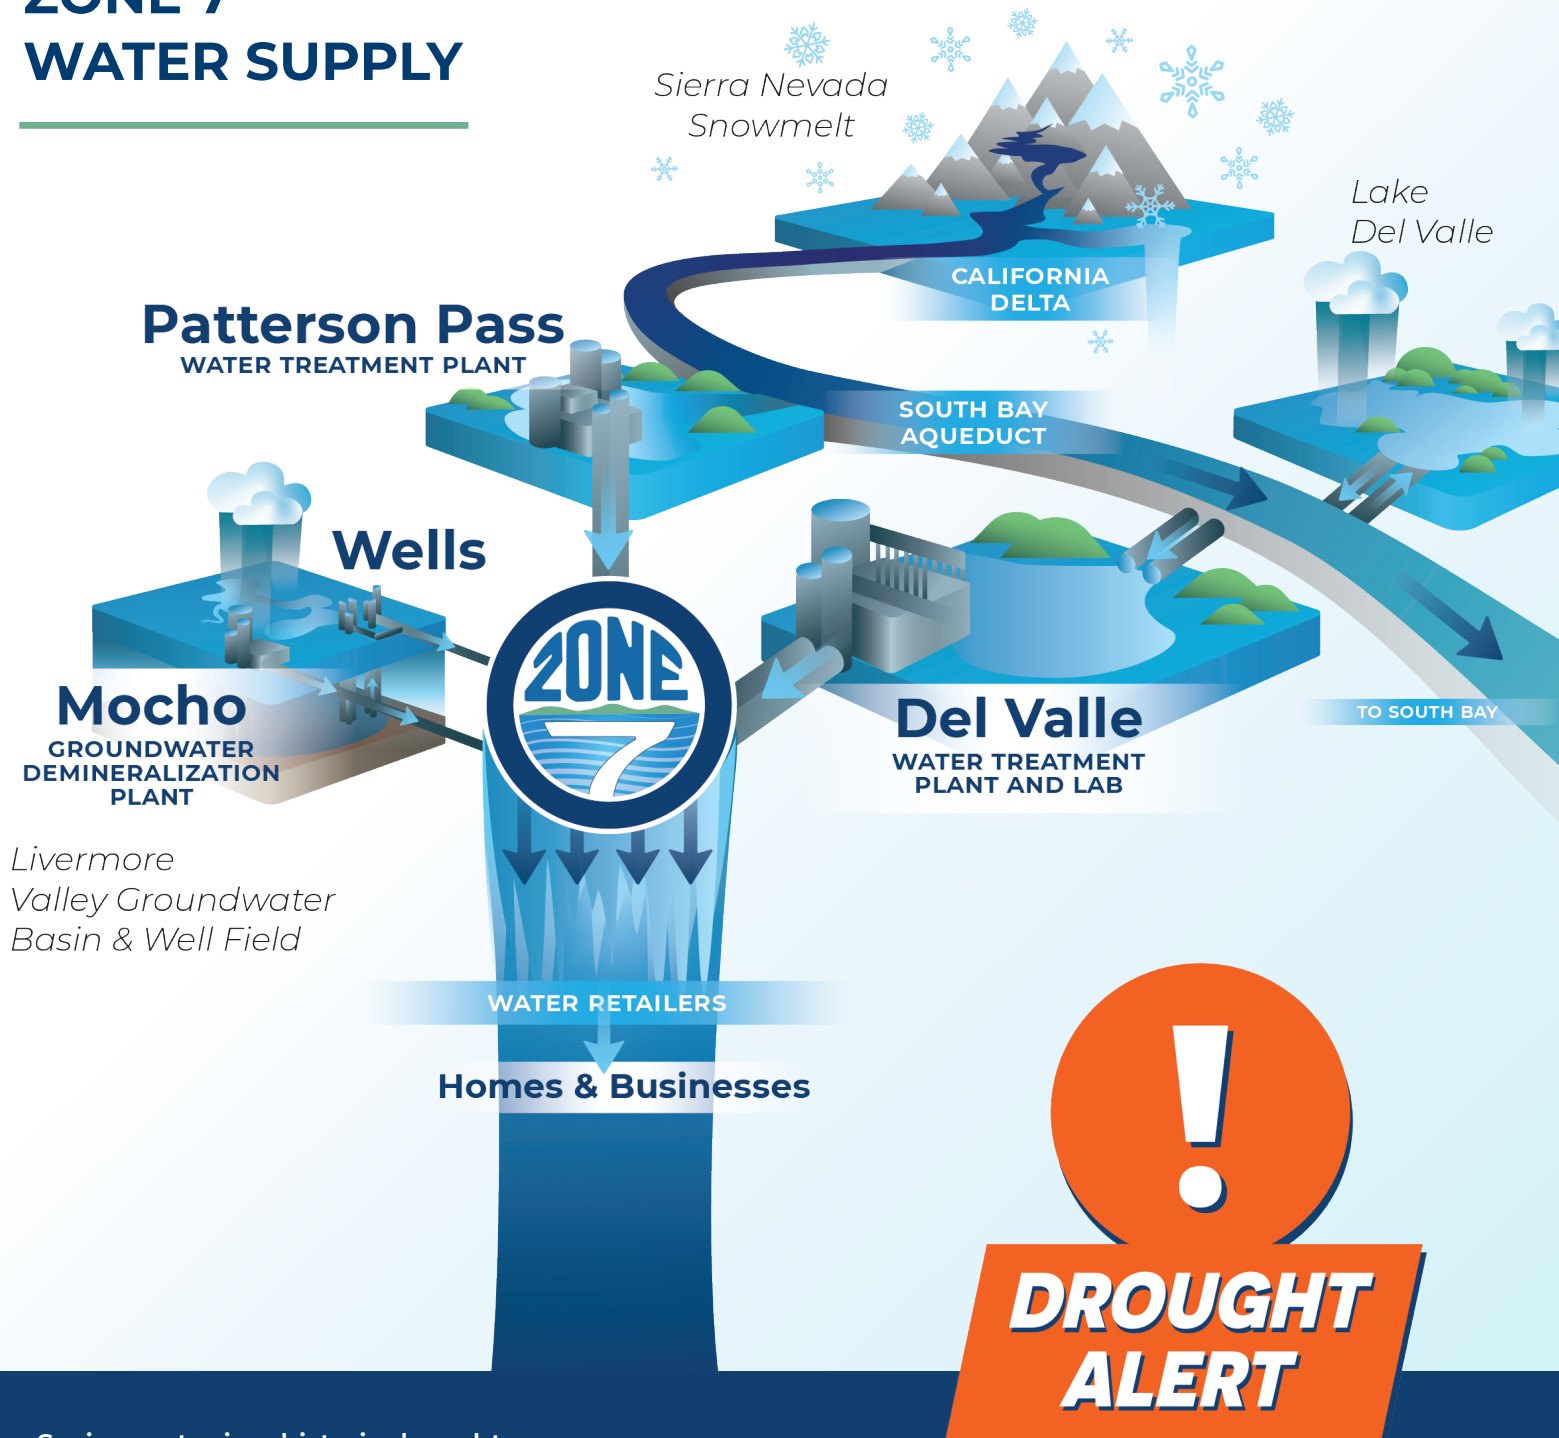 ZONE 7
WATER SUPPLY
Sierra Nevada
Snowmelt
Lake
Del Valle
CALIFORNIA
DELTA
Patterson Pass
WATER TREATMENT PLANT
SOUTH BAY
AQUEDUCT
Wells
ZONE
7
Mocho
GROUNDWATER
DEMINERALIZATION
PLANT
Del Valle
WATER TREATMENT
PLANT AND LAB
TO SOUTH BAY
Livermore
Valley Groundwater
Basin & Well Field
WATER RETAILERS
Homes & Businesses
!
DROUGHT
ALERT